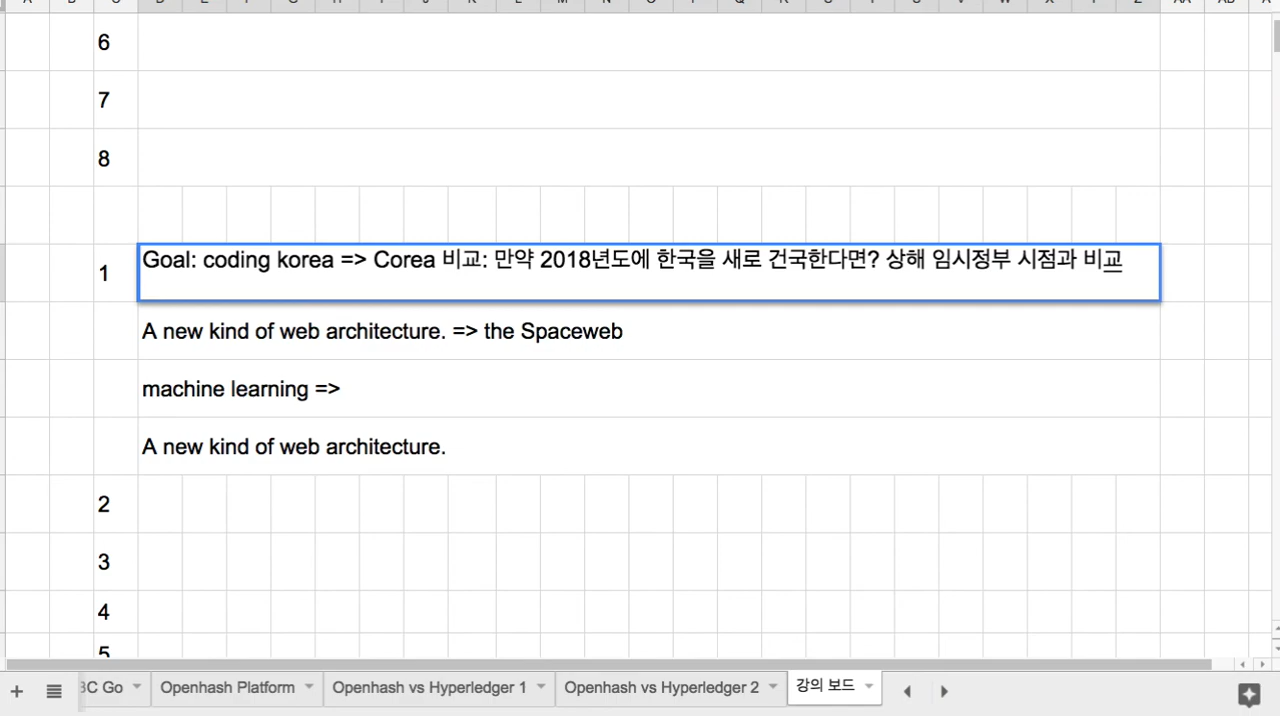 6
7
8
1 Goal: coding korea => Corea 비교: 만약 2018년도에 한국을 새로 건국한다면? 상해 임시정부 시점과 비교
A new kind of web architecture. => the Spaceweb
machine learning =>
A new kind of web architecture.
2
3
4
5
BC Go Openhash Platform Openhash vs Hyperledger 1 Openhash vs Hyperledger 2 강의 보드